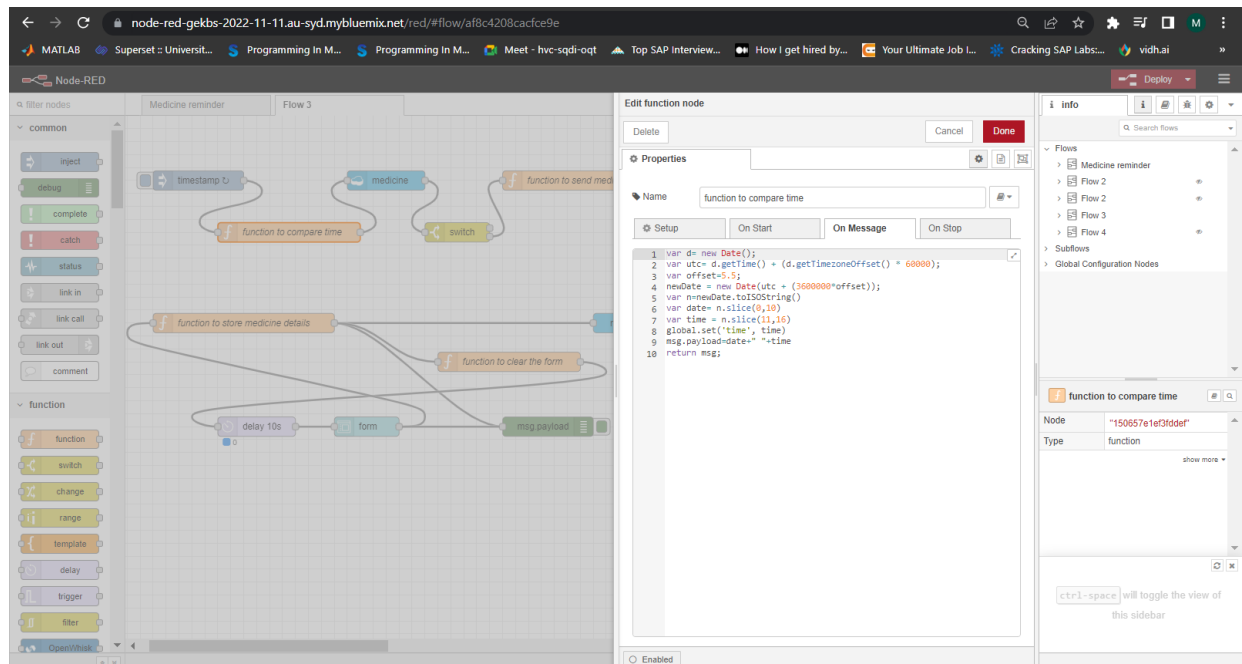 node-red-gekbs-2022-11-11.au-syd.mybluemix.net/red/#flow/af8c4208cacfce9e
M
MATLAB Superset :: Universit... Programming In M... Programming In M... Meet - hvc-sqdi-oqt Top SAP Interview... How I get hired by... Your Ultimate Job I... Cracking SAP Labs:... vidh.ai »
Node-RED Deploy
filter nodes Medicine reminder Flow 3 Edit function node i info
common Delete Cancel Done Search flows
inject Properties Flows
debug timestamp ↻ medicine function to send medi Medicine reminder
complete Name function to compare time Flow 2
catch function to compare time switch Setup On Start On Message On Stop Flow 2
status Flow 3
link in Flow 4
link call Subflows
link out Global Configuration Nodes
comment
1 var d= new Date();
2 var utc= d.getTime() + (d.getTimezoneOffset() * 60000);
3 var offset=5.5;
4 newDate = new Date(utc + (3600000*offset));
5 var n=newDate.toISOString()
6 var date= n.slice(0,10)
7 var time = n.slice(11,16)
8 global.set('time', time)
9 msg.payload=date+" "+time
10 return msg;
function to store medicine details
function to clear the form
delay 10s form msg.payload
0
function
function
switch
change
range
template
delay
trigger
filter
OpenWhisk
function to compare time
Node "150657e1ef3fddef"
Type function
show more
ctrl-space will toggle the view of
this sidebar
Enabled